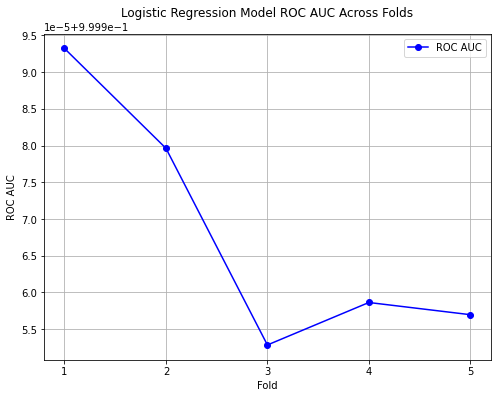 Logistic Regression Model ROC AUC Across Folds
1e-5+9.999e-1
ROC AUC
9.5
9.0
8.5
8.0
7.5
7.0
6.5
6.0
5.5
ROC AUC
1
2
3
4
5
Fold